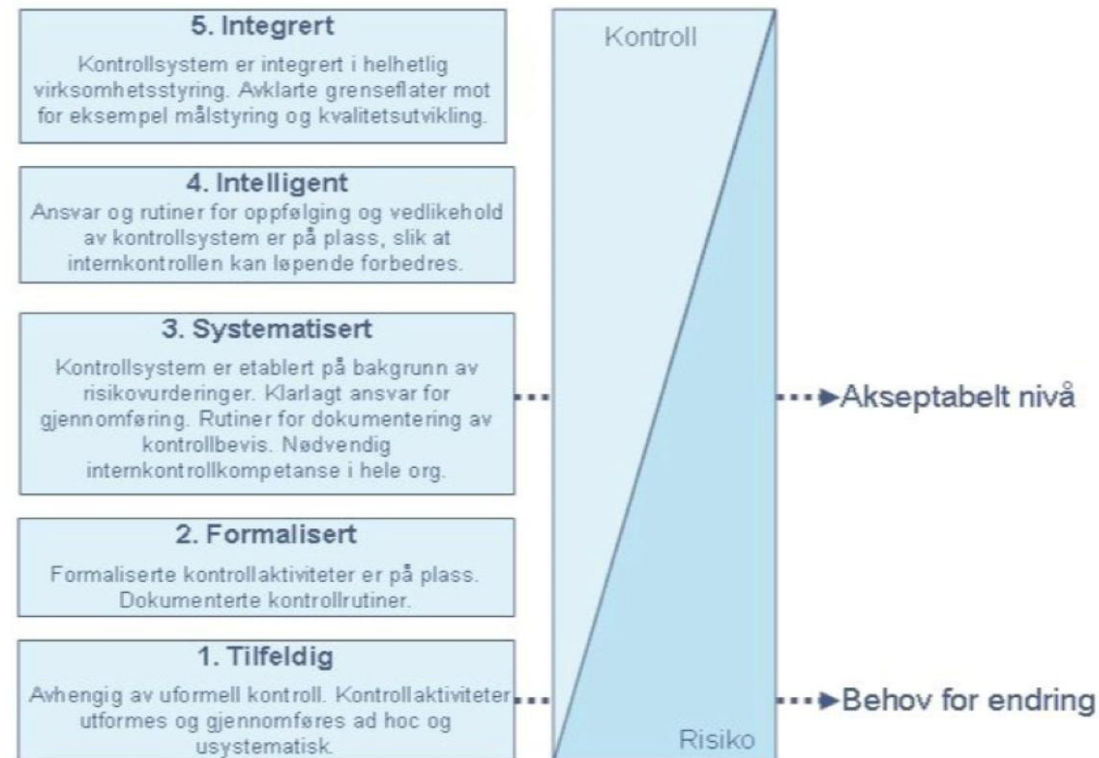 5. Integrert
Kontrollsystem er integrert i helhetlig
virksomhetsstyring. Avklarte grenseflater mot
for eksempel målstyring og kvalitetsutvikling.
4. Intelligent
Ansvar og rutiner for oppfølging og vedlikehold
av kontrollsystem er på plass, slik at
internkontrollen kan løpende forbedres.
3. Systematisert
Kontrollsystem er etablert på bakgrunn av
risikovurderinger. Klarlagt ansvar for
gjennomføring. Rutiner for dokumentering av
kontrollbevis. Nødvendig
internkontrollkompetanse i hele org.
2. Formalisert
Formaliserte kontrollaktiviteter er på plass.
Dokumenterte kontrollrutiner.
1. Tilfeldig
Avhengig av uformell kontroll. Kontrollaktiviteter
utformes og gjennomføres ad hoc og
usystematisk.
Kontroll
Risiko
Akseptabelt nivå
Behov for endring